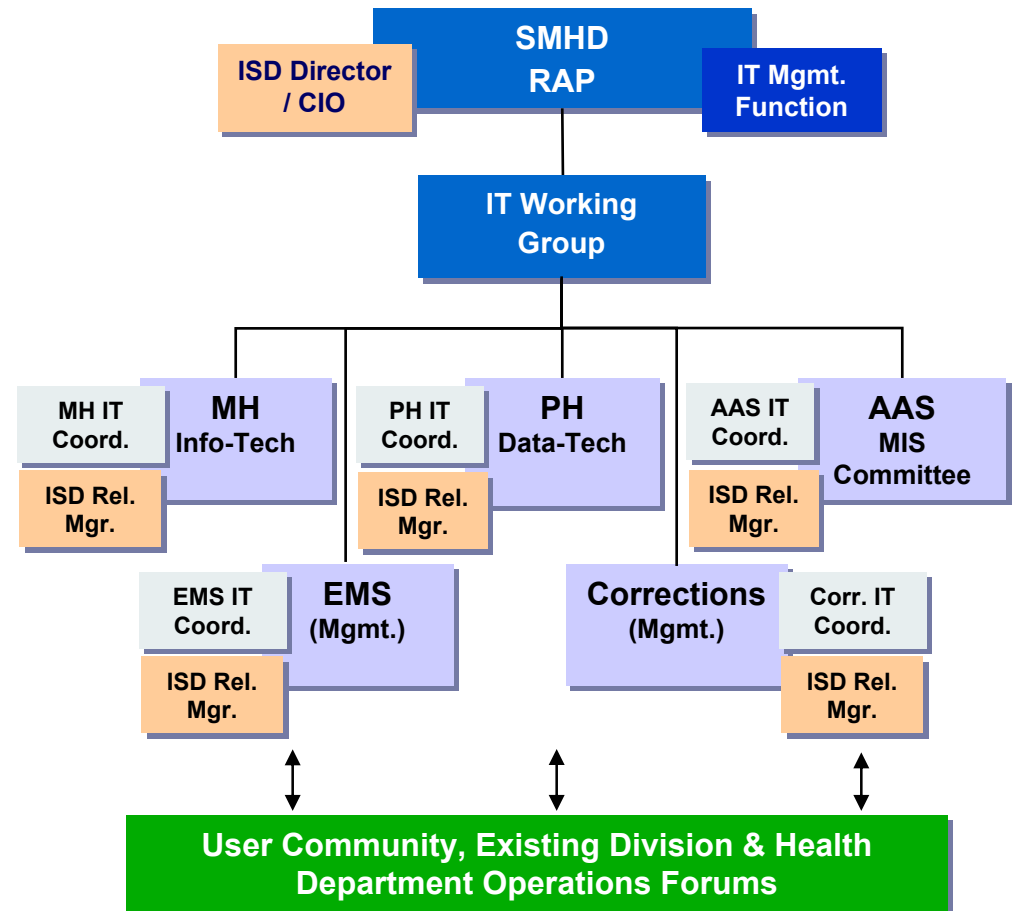 SMHD
RAP
ISD Director
/ CIO
IT Mgmt.
Function
IT Working
Group
MH IT
Coord.
MH
Info-Tech
ISD Rel.
Mgr.
PH IT
Coord.
PH
Data-Tech
ISD Rel.
Mgr.
AAS IT
Coord.
AAS
MIS
Committee
ISD Rel.
Mgr.
EMS IT
Coord.
EMS
(Mgmt.)
ISD Rel.
Mgr.
Corrections
(Mgmt.)
Corr. IT
Coord.
ISD Rel.
Mgr.
User Community, Existing Division & Health
Department Operations Forums